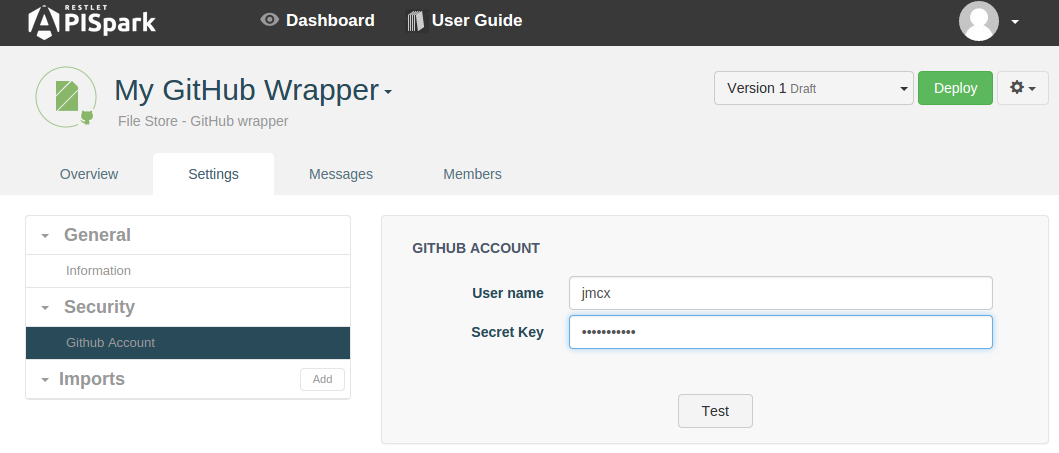 RESTLET
APISpark
Dashboard
User Guide
My GitHub Wrapper
File Store - GitHub wrapper
Version 1 Draft
Deploy
Overview
Settings
Messages
Members
General
Information
Security
Github Account
Imports
Add
GITHUB ACCOUNT
User name
jmcx
Secret Key
•••••••••••
Test